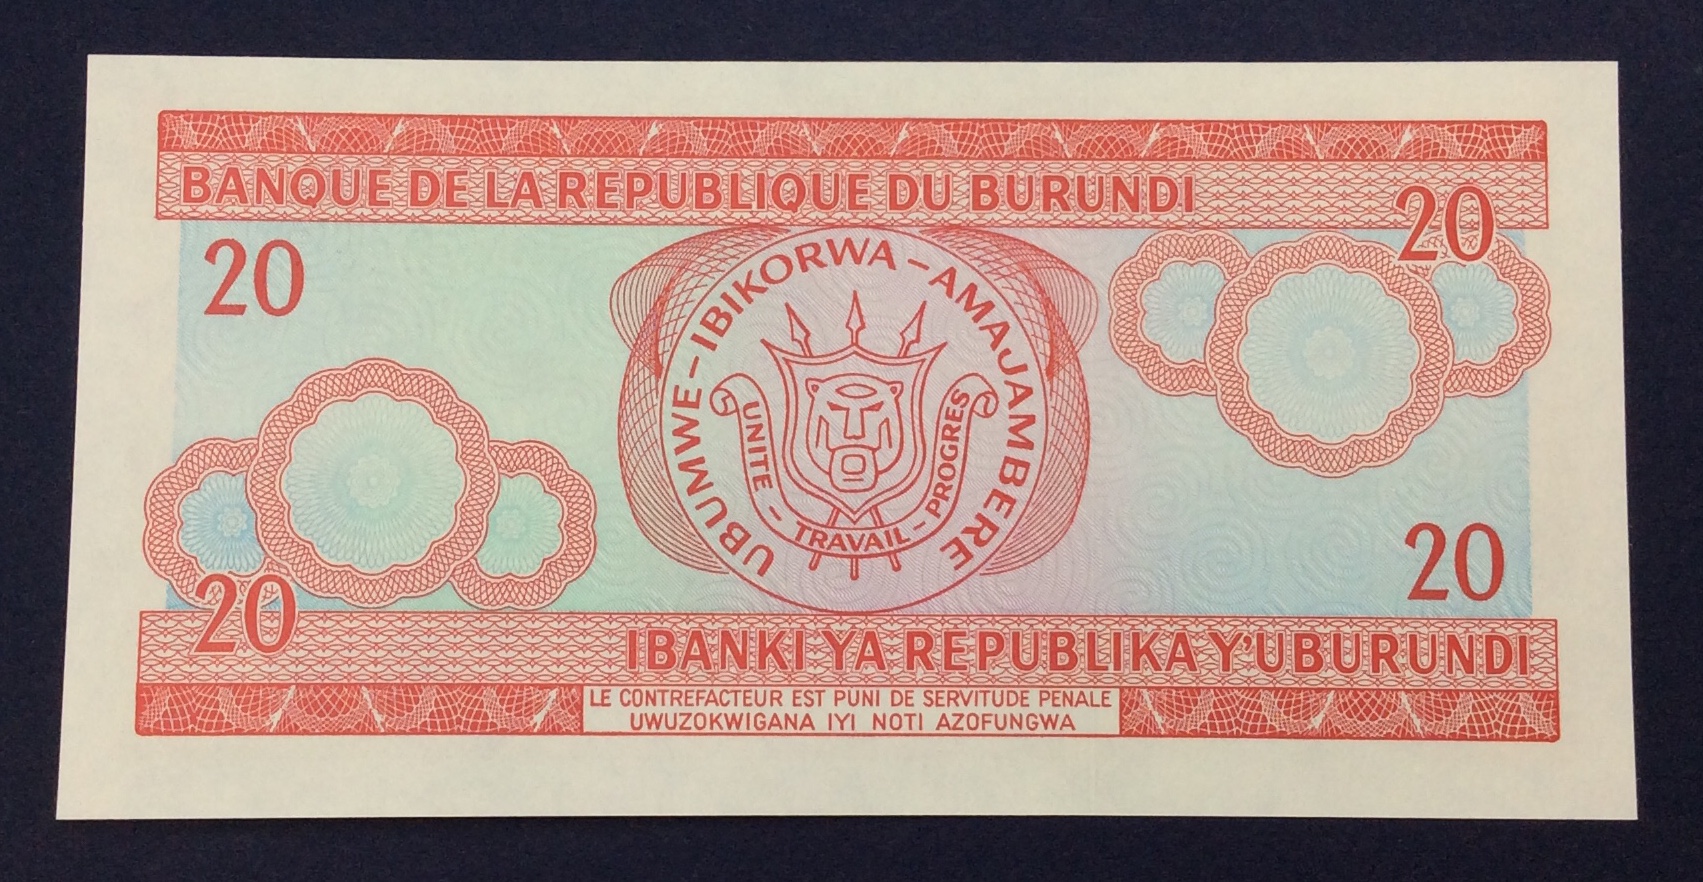 BANQUE DE LA REPUBLIQUE DU BURUNDI
20
20
UBUMWE - IBIKORWA - AMAJAMBERE
UNITE - TRAVAIL - PROGRES
20
20
IBANKI YA REPUBLIKA Y'UBURUNDI
LE CONTREFACTEUR EST PUNI DE SERVITUDE PENALE
UWUZOKWIGANA IYI NOTI AZOFUNGWA